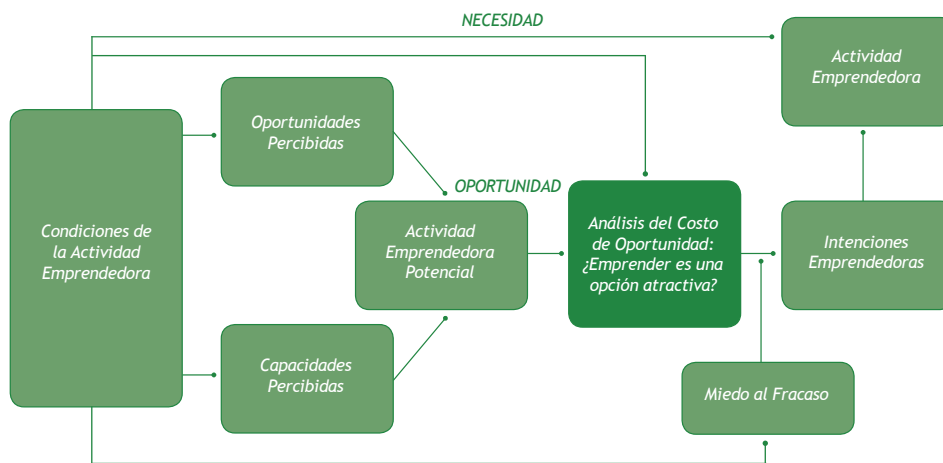 NECESIDAD
Actividad
Emprendedora
Oportunidades
Percibidas
OPORTUNIDAD
Condiciones de
la Actividad
Emprendedora
Actividad
Emprendedora
Potencial
Análisis del Costo
de Oportunidad:
¿Emprender es una
opción atractiva?
Intenciones
Emprendedoras
Capacidades
Percibidas
Miedo al Fracaso